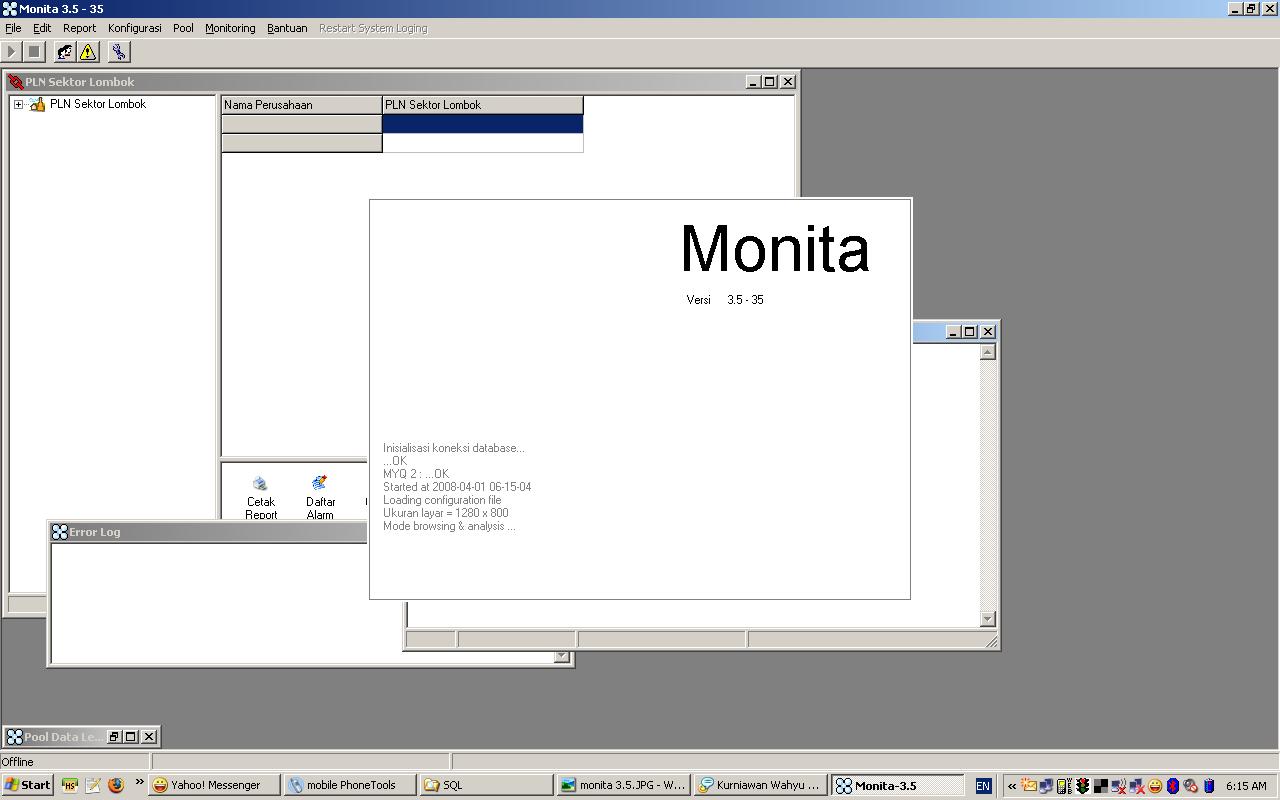 Monita 3.5 - 35
File Edit Report Konfigurasi Pool Monitoring Bantuan Restart System Loging
PLN Sektor Lombok
PLN Sektor Lombok
Nama Perusahaan PLN Sektor Lombok
Monita
Versi 3.5 - 35
Inisialisasi koneksi database...
...OK
MYQ 2 : ...OK
Started at 2008-04-01 06-15-04
Loading configuration file
Ukuran layar = 1280 x 800
Mode browsing & analysis ...
Cetak Report
Daftar Alarm
Error Log
Pool Data Le...
Offline
Start Yahoo! Messenger mobile PhoneTools SQL monita 3.5.JPG - W... Kurniawan Wahyu ... Monita-3.5 EN 6:15 AM